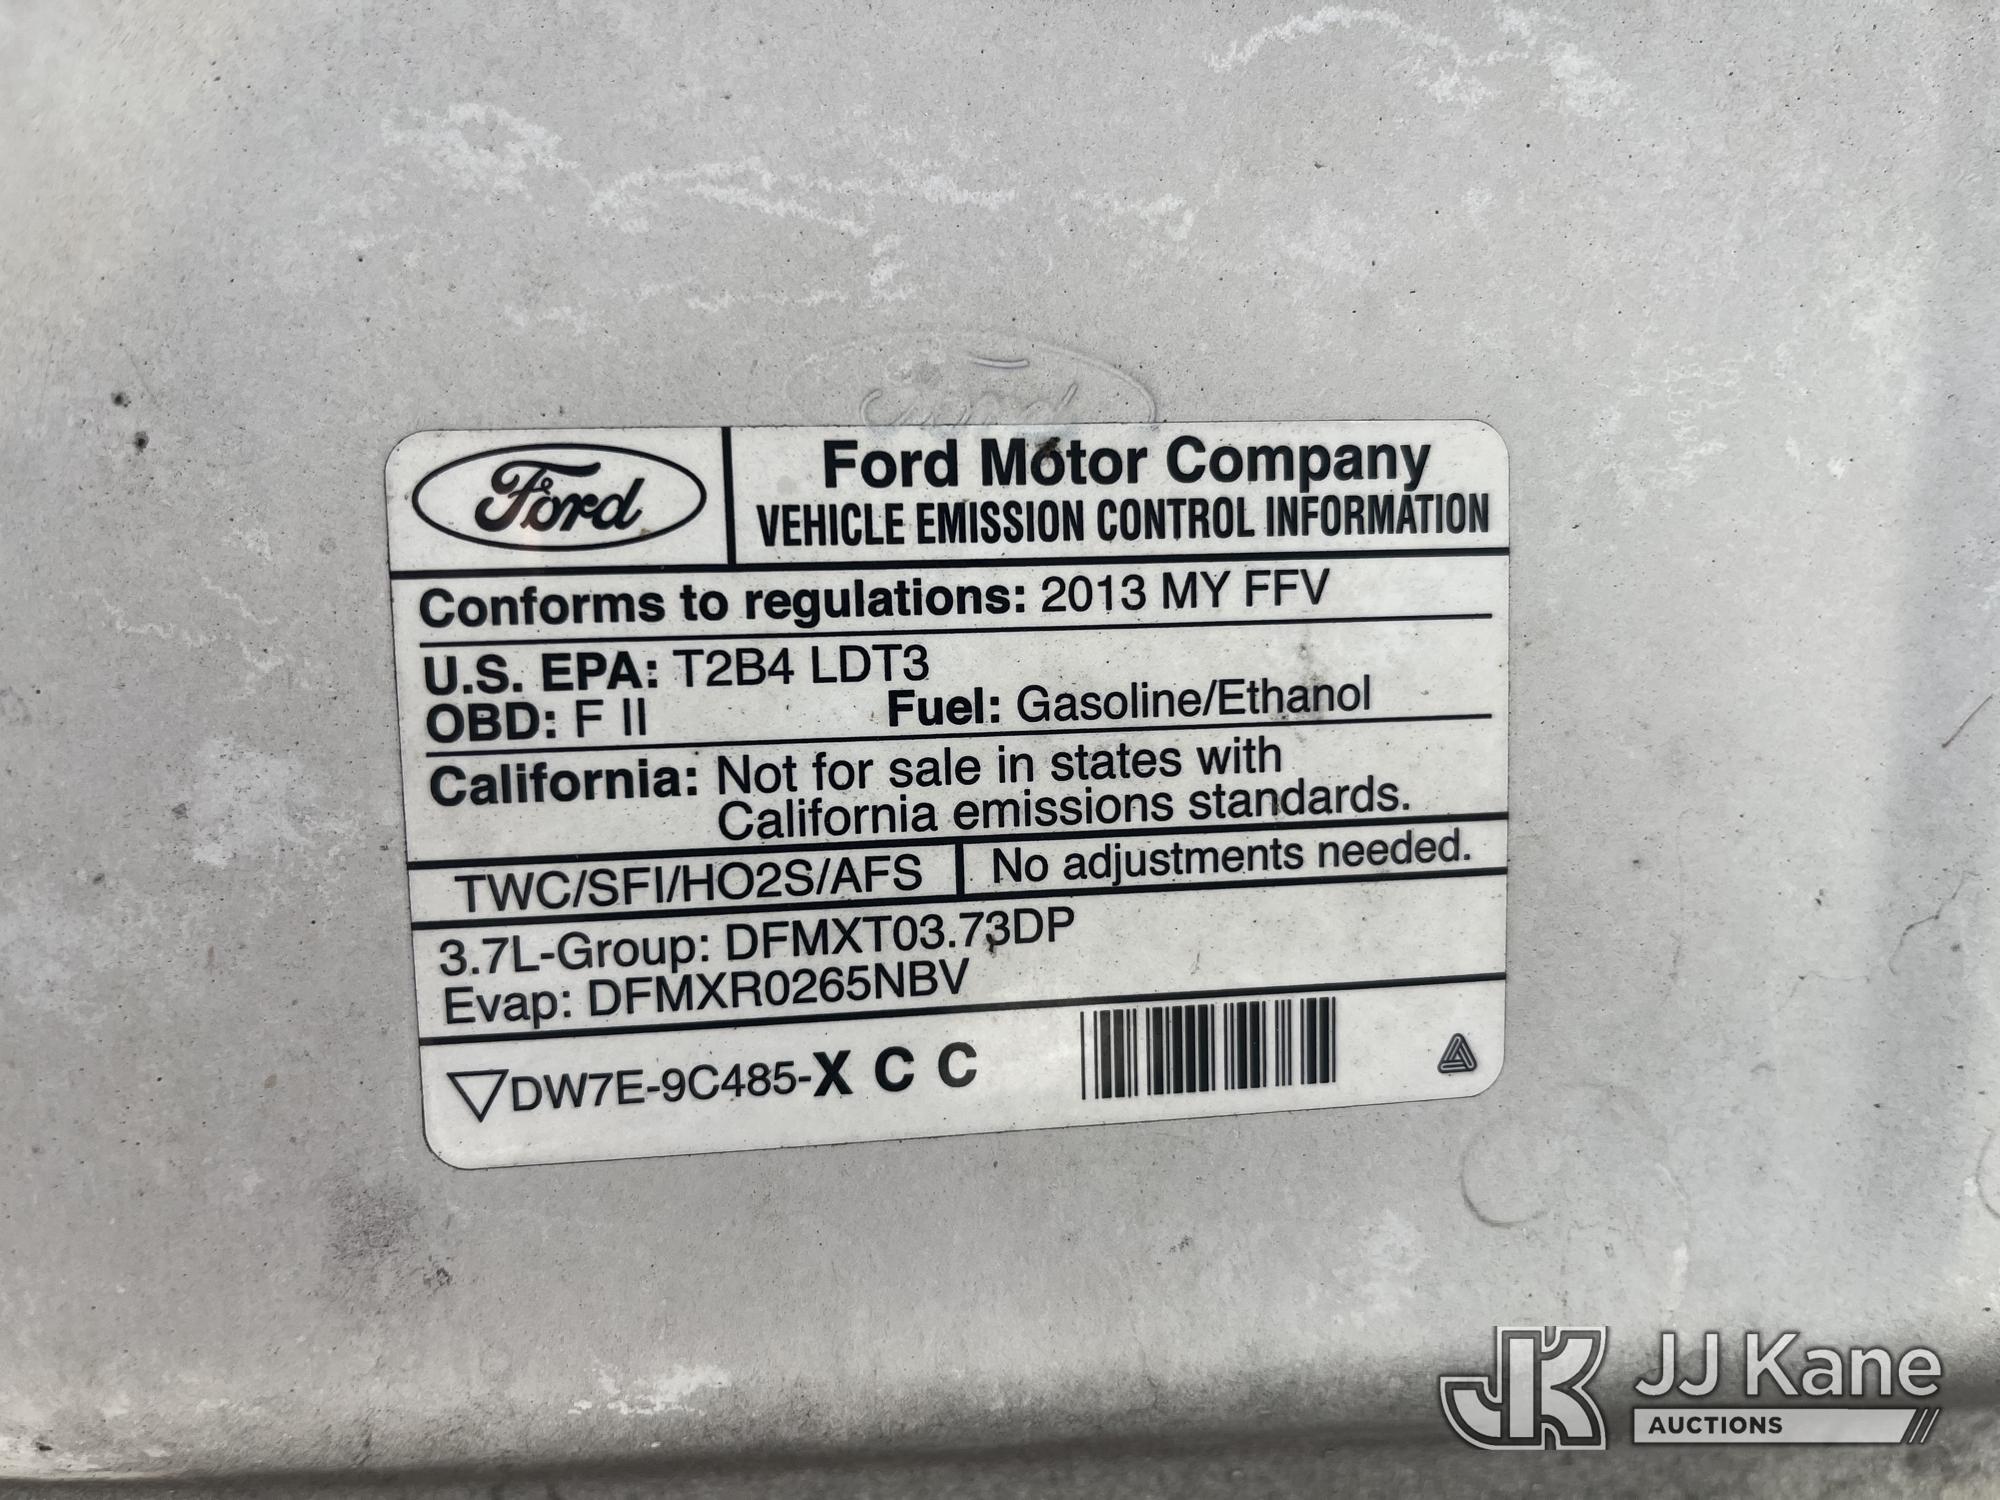 Ford
Ford
Ford Motor Company
VEHICLE EMISSION CONTROL INFORMATION
Conforms to regulations: 2013 MY FFV
U.S. EPA: T2B4 LDT3
OBD: F II Fuel: Gasoline/Ethanol
California: Not for sale in states with
California emissions standards.
TWC/SFI/HO2S/AFS No adjustments needed.
3.7L-Group: DFMXT03.73DP
Evap: DFMXR0265NBV
DW7E-9C485-X C C
JK JJ Kane
AUCTIONS